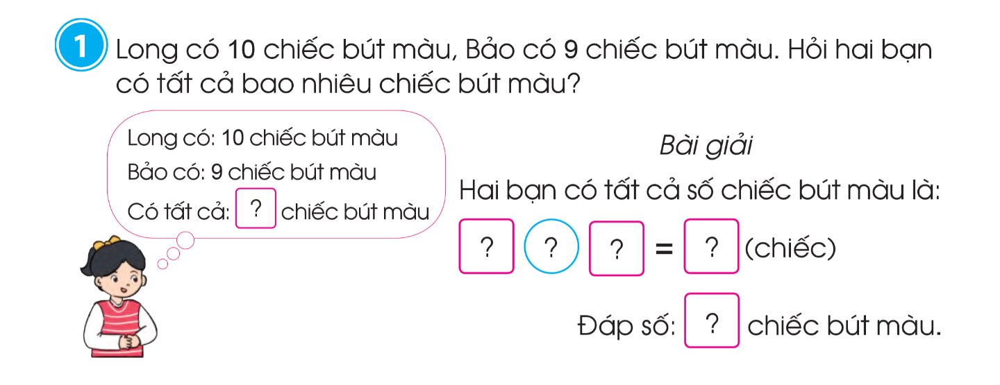 1 Long có 10 chiếc bút màu, Bảo có 9 chiếc bút màu. Hỏi hai bạn
có tất cả bao nhiêu chiếc bút màu?
Long có: 10 chiếc bút màu
Bảo có: 9 chiếc bút màu
Có tất cả: ? chiếc bút màu
Bài giải
Hai bạn có tất cả số chiếc bút màu là:
? ? ? = ? (chiếc)
Đáp số: ? chiếc bút màu.